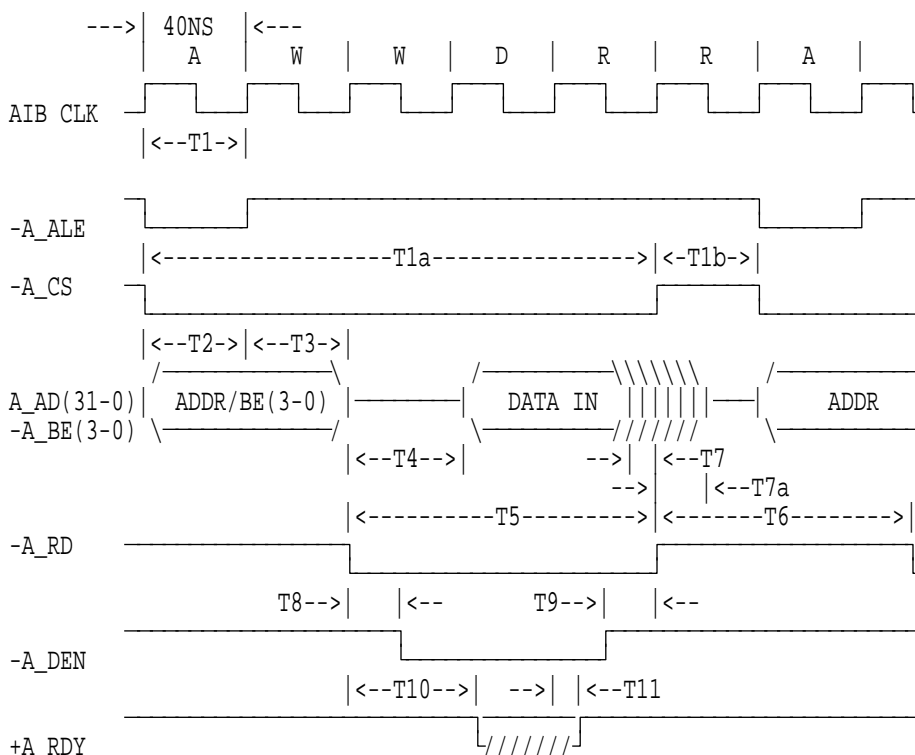 --->| 40NS |<---
| A | W | W | D | R | R | A |
AIB CLK
|<--T1->|
-A_ALE
|<-------------------T1a------------------->|<-T1b->|
-A_CS
|<--T2->|<--T3->|
A_AD(31-0)| ADDR/BE(3-0) |————| DATA IN |||||||—| ADDR
-A_BE(3-0)
|<--T4-->| -->| |<--T7
-->| |<--T7a
|<-----------T5----------->|<--------T6-------->|
-A_RD
T8-->| |<-- T9-->| |<--
-A_DEN
|<--T10-->| -->| |<--T11
+A_RDY